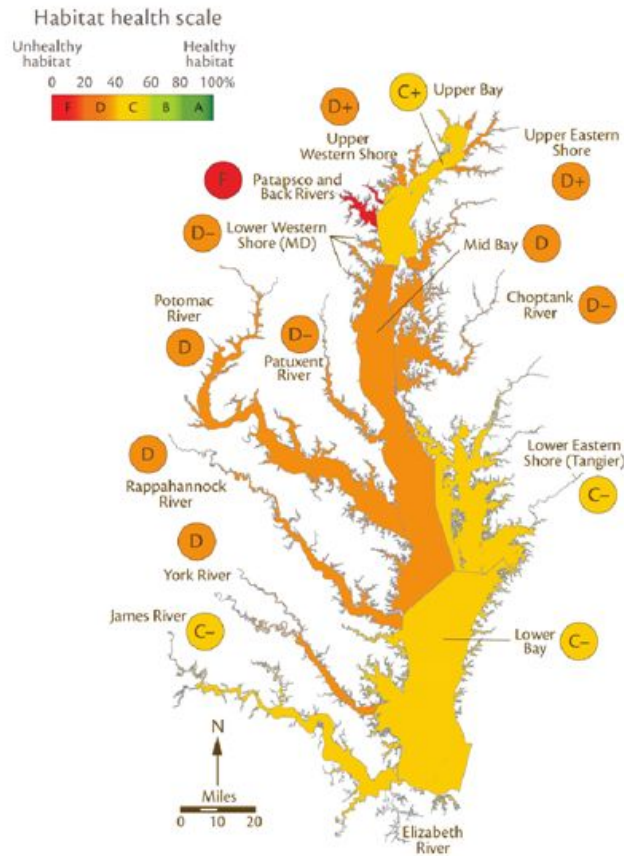 Habitat health scale
Unhealthy habitat
Healthy habitat
0 20 40 60 80 100%
F D C B A
C+
Upper Bay
D+
Upper Western Shore
Upper Eastern Shore
D+
F
Patapsco and Back Rivers
D–
Lower Western Shore (MD)
Mid Bay
D
Potomac River
D
D–
Patuxent River
Choptank River
D–
D
Rappahannock River
Lower Eastern Shore (Tangier)
C–
D
York River
James River
C–
Lower Bay
C–
N
Miles
0 10 20
Elizabeth River